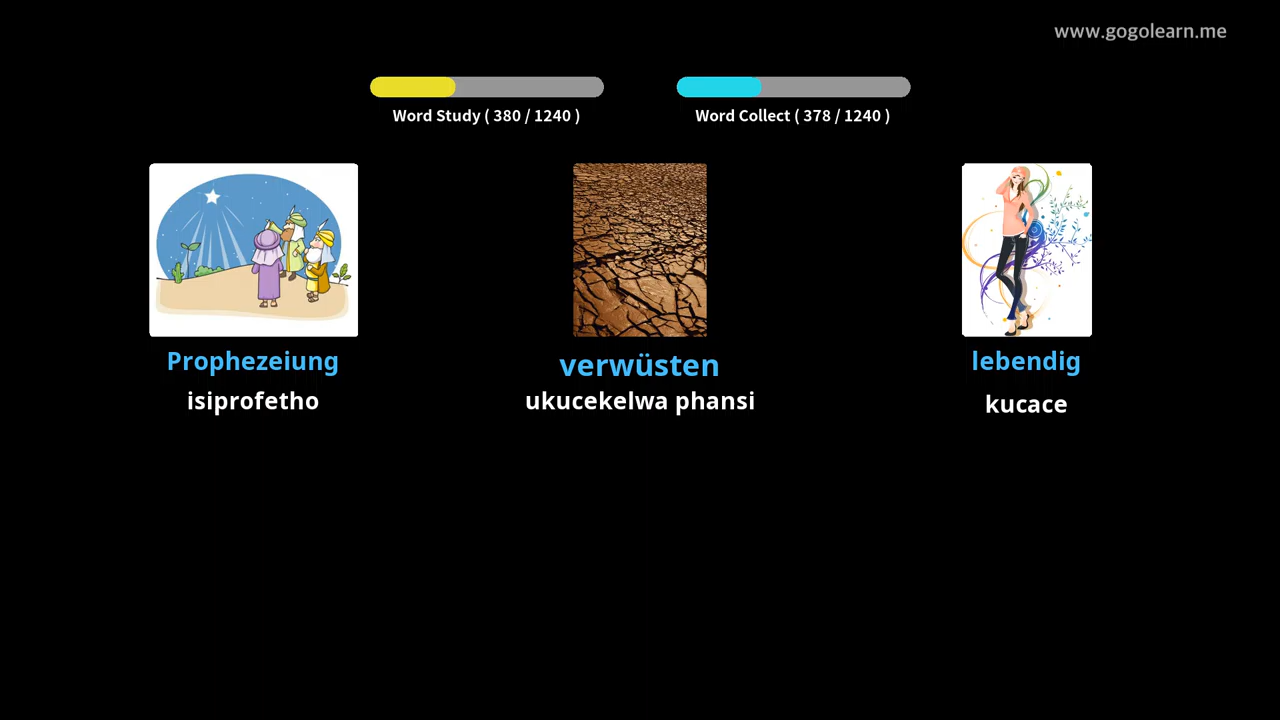 www.gogolearn.me
Word Study ( 380 / 1240 )
Word Collect ( 378 / 1240 )
Prophezeiung
isiprofetho
verwüsten
ukucekelwa phansi
lebendig
kucace